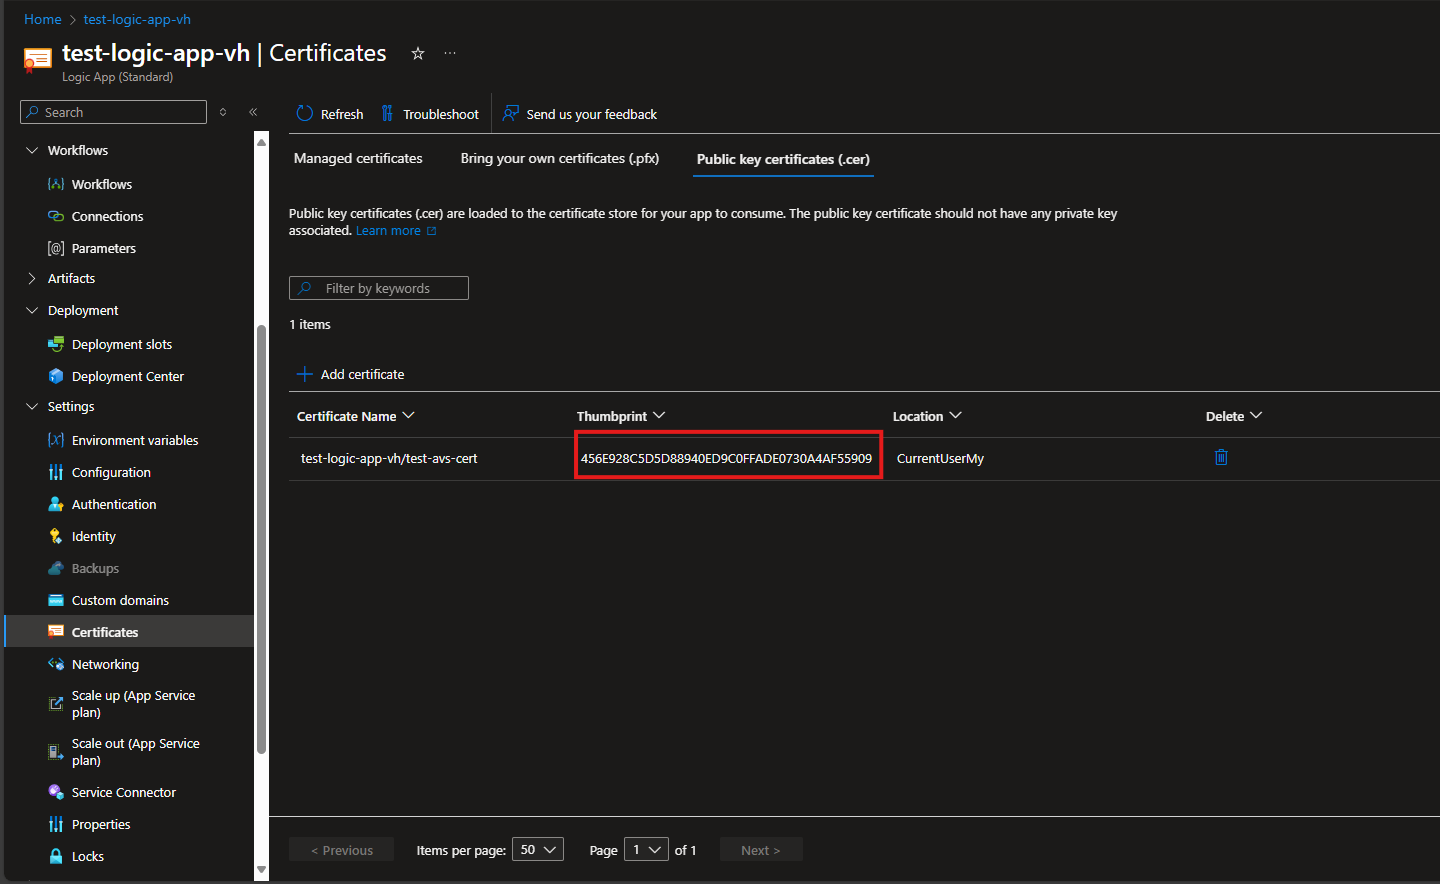 Home > test-logic-app-vh
test-logic-app-vh | Certificates
Logic App (Standard)
Search
Workflows
Workflows
Connections
Parameters
Artifacts
Deployment
Deployment slots
Deployment Center
Settings
Environment variables
Configuration
Authentication
Identity
Backups
Custom domains
Certificates
Networking
Scale up (App Service
plan)
Scale out (App Service
plan)
Service Connector
Properties
Locks
Refresh Troubleshoot Send us your feedback
Managed certificates Bring your own certificates (.pfx) Public key certificates (.cer)
Public key certificates (.cer) are loaded to the certificate store for your app to consume. The public key certificate should not have any private key
associated. Learn more
Filter by keywords
1 items
Add certificate
Certificate Name Thumbprint Location Delete
test-logic-app-vh/test-avs-cert 456E928C5D5D88940ED9C0FFADE0730A4AF55909 CurrentUserMy
< Previous Items per page: 50 Page 1 of 1 Next >